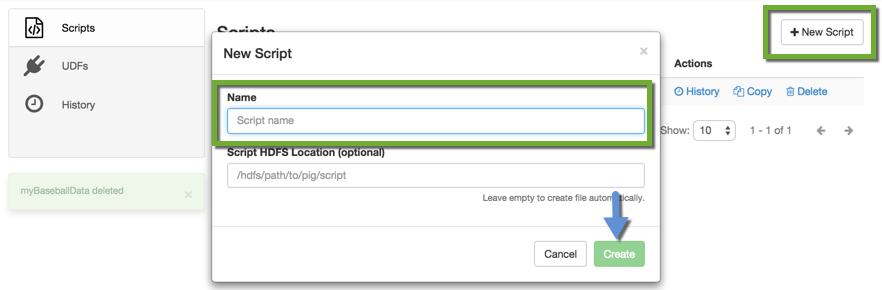 Scripts
UDFs
History
myBaseballData deleted
×
Scripts
+ New Script
Actions
History Copy Delete
Show: 10 1 - 1 of 1
New Script
×
Name
Script name
Script HDFS Location (optional)
/hdfs/path/to/pig/script
Leave empty to create file automatically.
Cancel
Create